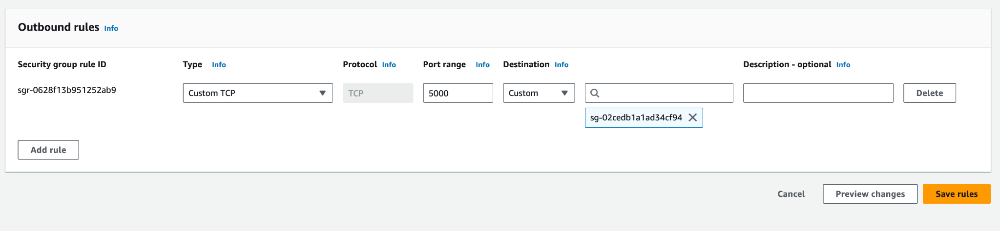 Outbound rules Info
Security group rule ID Type Info Protocol Info Port range Info Destination Info Description - optional Info
sgr-0628f13b951252ab9 Custom TCP TCP 5000 Custom Delete
sg-02cedb1a1ad34cf94
Add rule
Cancel Preview changes Save rules